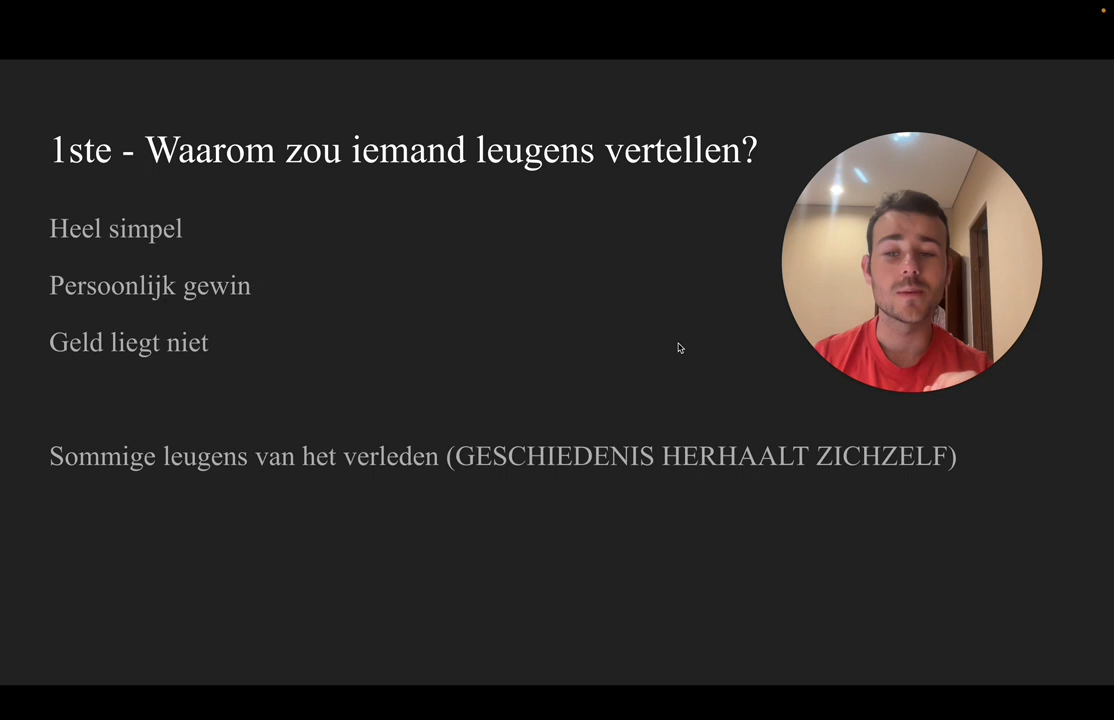 1ste - Waarom zou iemand leugens vertellen?
Heel simpel
Persoonlijk gewin
Geld liegt niet
Sommige leugens van het verleden (GESCHIEDENIS HERHAALT ZICHZELF)